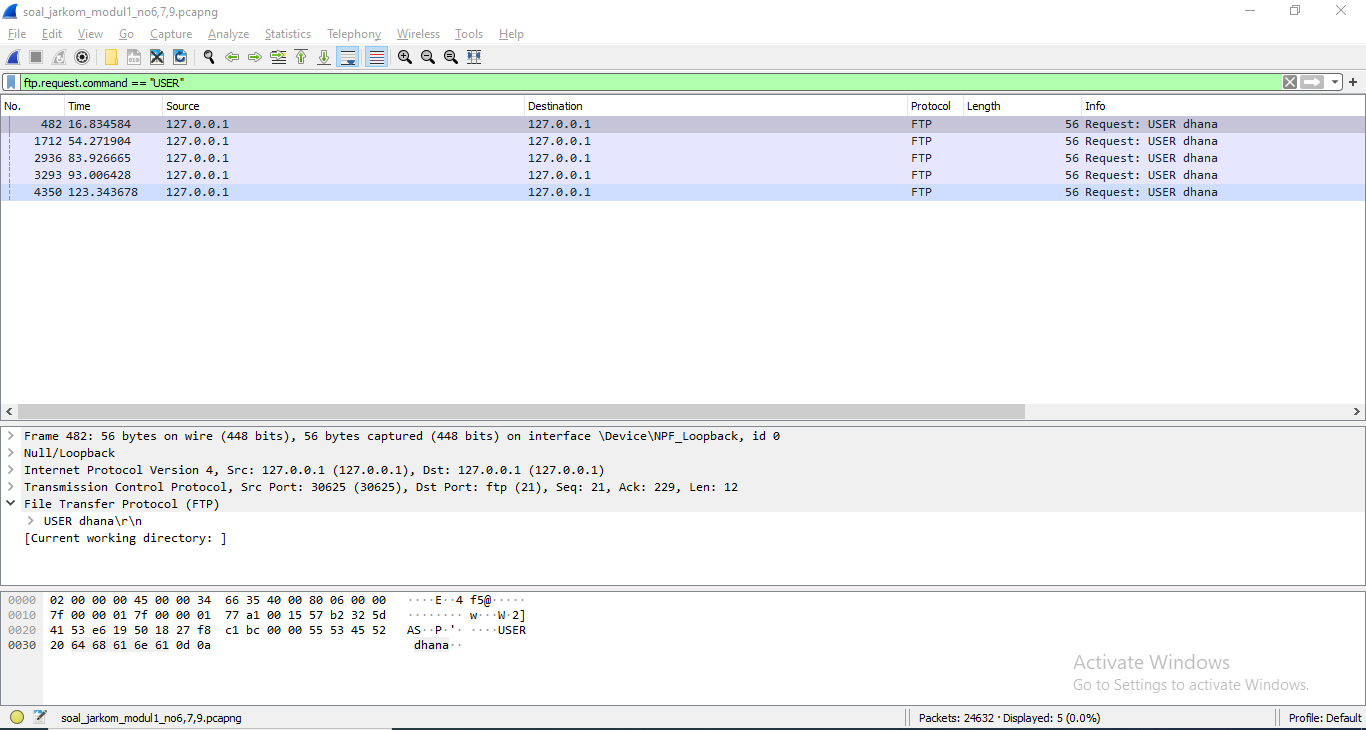 soal_jarkom_modul1_no6,7,9.pcapng
File Edit View Go Capture Analyze Statistics Telephony Wireless Tools Help
ftp.request.command == "USER"
No. Time Source Destination Protocol Length Info
482 16.834584 127.0.0.1 127.0.0.1 FTP 56 Request: USER dhana
1712 54.271904 127.0.0.1 127.0.0.1 FTP 56 Request: USER dhana
2936 83.926665 127.0.0.1 127.0.0.1 FTP 56 Request: USER dhana
3293 93.006428 127.0.0.1 127.0.0.1 FTP 56 Request: USER dhana
4350 123.343678 127.0.0.1 127.0.0.1 FTP 56 Request: USER dhana
Frame 482: 56 bytes on wire (448 bits), 56 bytes captured (448 bits) on interface \Device\NPF_Loopback, id 0
Null/Loopback
Internet Protocol Version 4, Src: 127.0.0.1 (127.0.0.1), Dst: 127.0.0.1 (127.0.0.1)
Transmission Control Protocol, Src Port: 30625 (30625), Dst Port: ftp (21), Seq: 21, Ack: 229, Len: 12
File Transfer Protocol (FTP)
USER dhana\r\n
[Current working directory: ]
0000 02 00 00 00 45 00 00 34 66 35 40 00 80 06 00 00 ····E··4 f5@·····
0010 7f 00 00 01 7f 00 00 01 77 a1 00 15 57 b2 32 5d ········ w···W·2]
0020 41 53 e6 19 50 18 27 f8 c1 bc 00 00 55 53 45 52 AS··P·'· ····USER
0030 20 64 68 61 6e 61 0d 0a dhana··
Activate Windows
Go to Settings to activate Windows.
soal_jarkom_modul1_no6,7,9.pcapng Packets: 24632 · Displayed: 5 (0.0%) Profile: Default